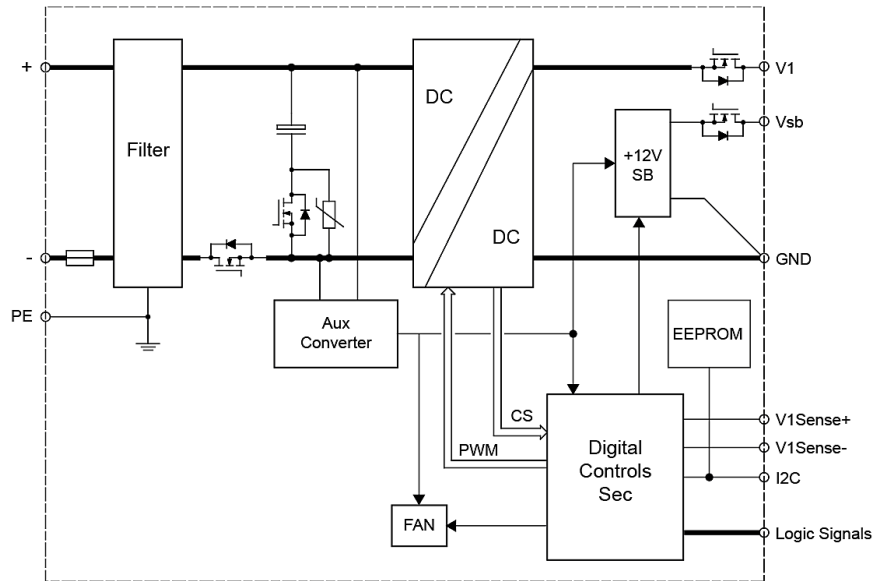 +
V1
DC
Vsb
Filter
+12V
SB
DC
-
GND
PE
Aux
Converter
EEPROM
CS
V1Sense+
PWM
Digital
Controls
Sec
V1Sense-
I2C
FAN
Logic Signals